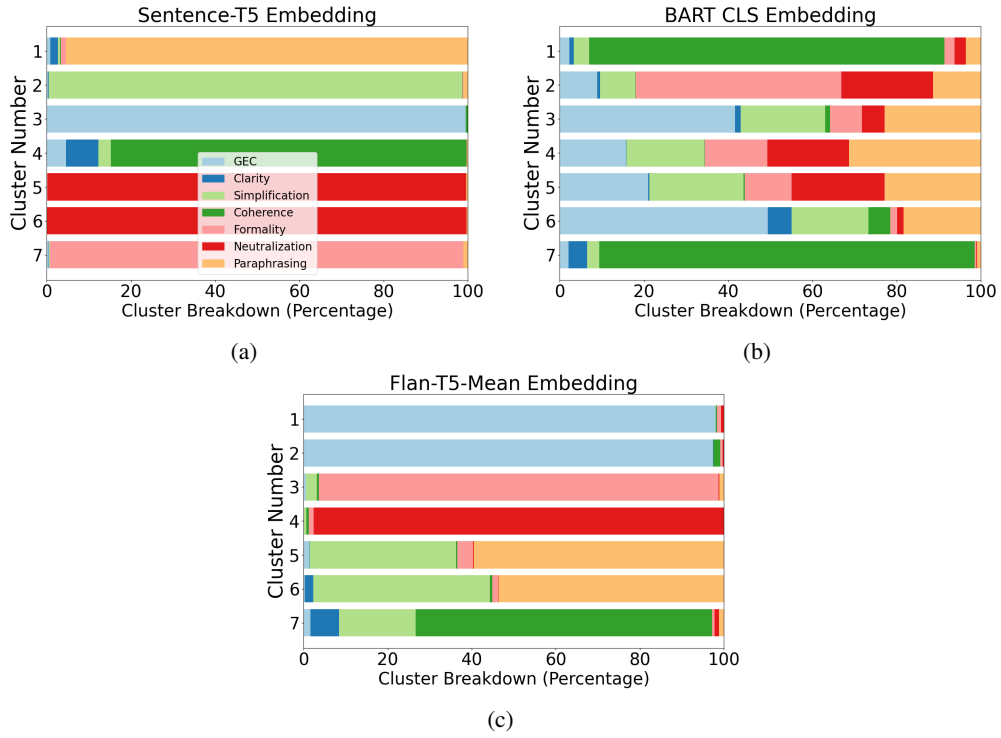 Sentence-T5 Embedding
Cluster Number
1
2
3
4
5
6
7
GEC
Clarity
Simplification
Coherence
Formality
Neutralization
Paraphrasing
0 20 40 60 80 100
Cluster Breakdown (Percentage)
(a)
BART CLS Embedding
Cluster Number
1
2
3
4
5
6
7
0 20 40 60 80 100
Cluster Breakdown (Percentage)
(b)
Flan-T5-Mean Embedding
Cluster Number
1
2
3
4
5
6
7
0 20 40 60 80 100
Cluster Breakdown (Percentage)
(c)